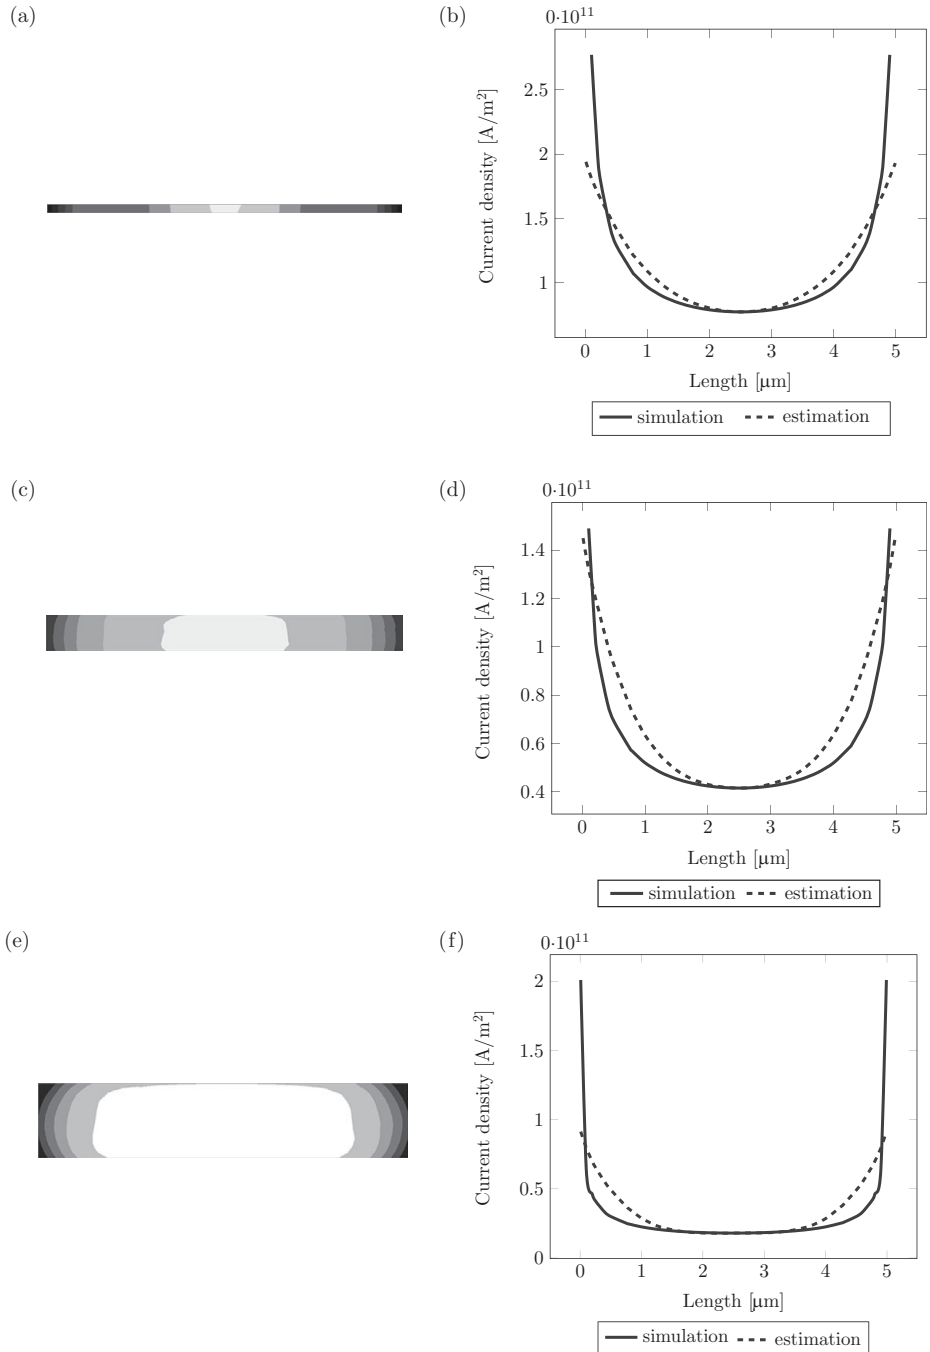 (a)
(b)
0·10¹¹
2.5
2
1.5
1
Current density [A/m²]
0 1 2 3 4 5
Length [µm]
simulation estimation
(c)
(d)
0·10¹¹
1.4
1.2
1
0.8
0.6
0.4
Current density [A/m²]
0 1 2 3 4 5
Length [µm]
simulation estimation
(e)
(f)
0·10¹¹
2
1.5
1
0.5
0
Current density [A/m²]
0 1 2 3 4 5
Length [µm]
simulation estimation